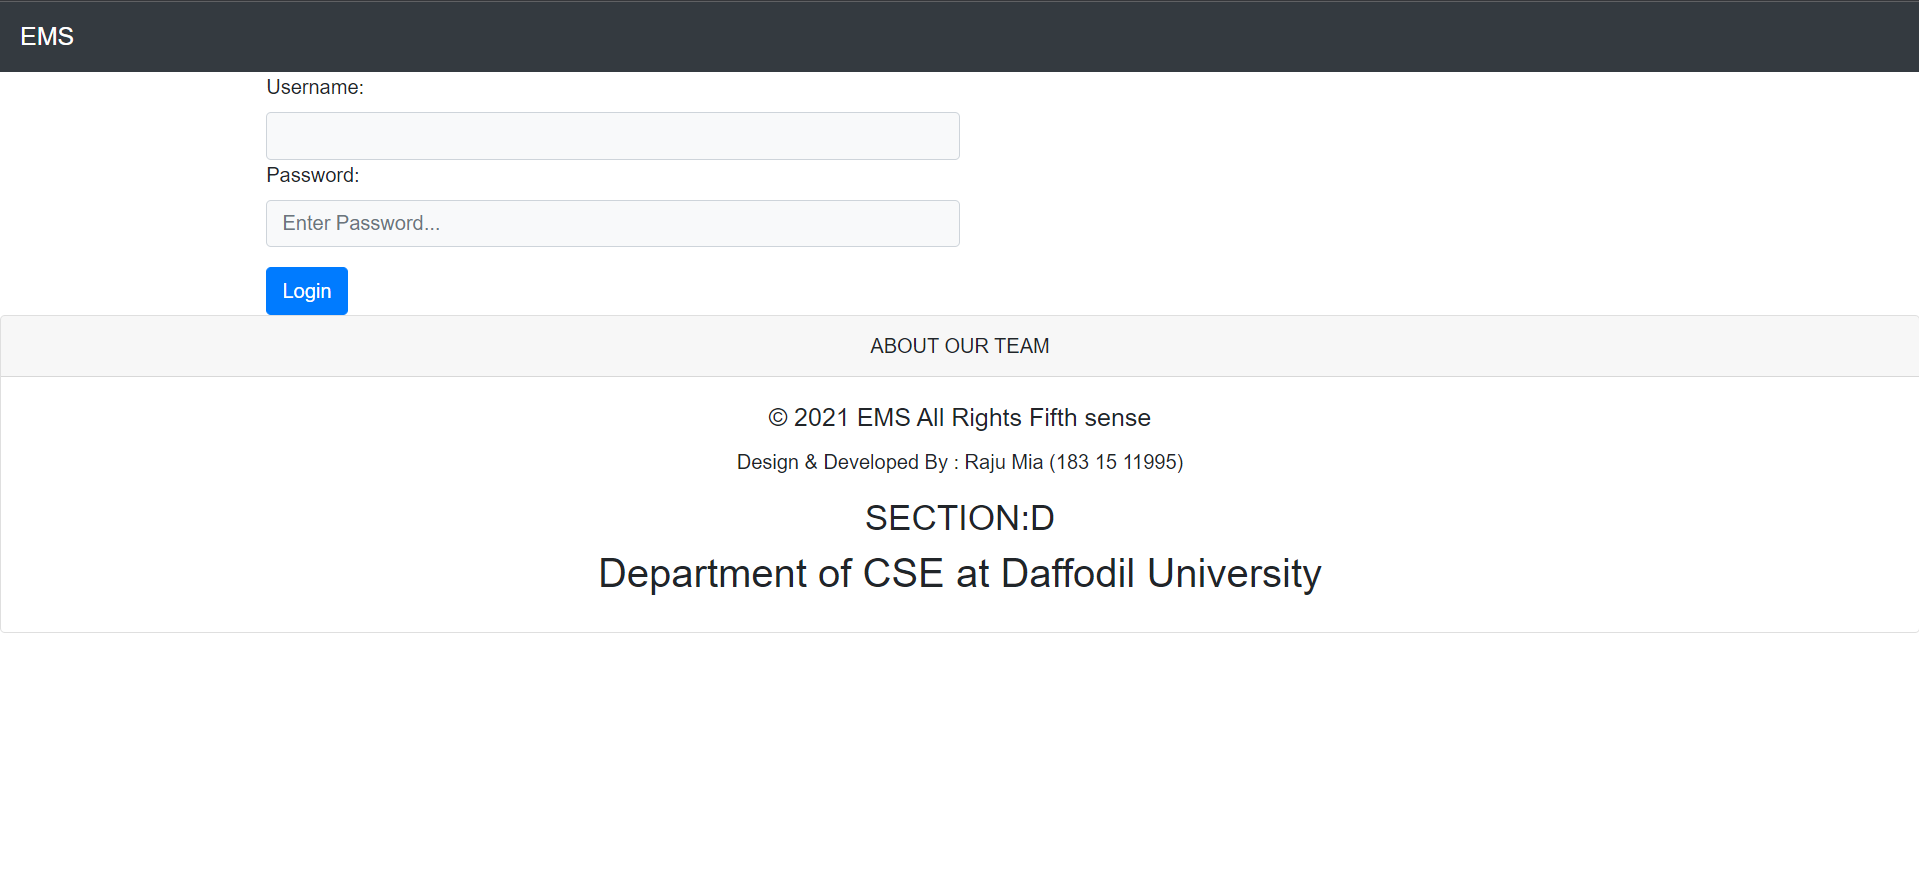 EMS
Username:
Password:
Enter Password...
Login
ABOUT OUR TEAM
© 2021 EMS All Rights Fifth sense
Design & Developed By : Raju Mia (183 15 11995)
SECTION:D
Department of CSE at Daffodil University